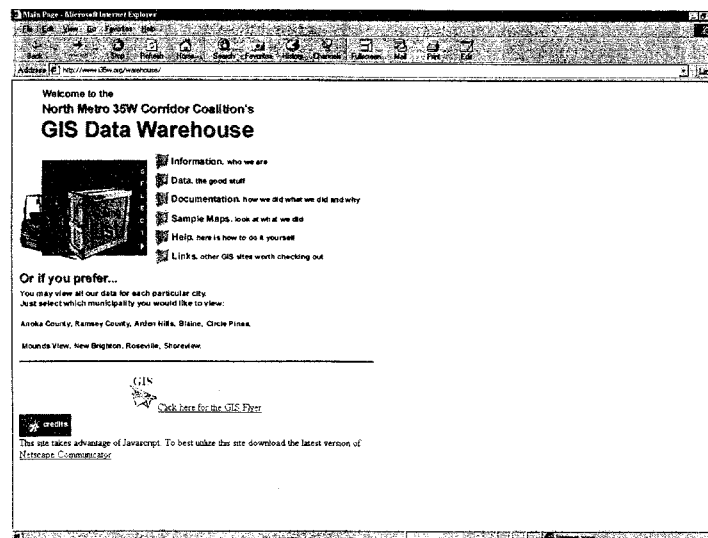 Main Page - Microsoft Internet Explorer
File Edit View Go Favorites Help
Back Stop Refresh Home Search Favorites History Channels Fullscreen Mail Print Edit
Address http://www.i35w.org/warehouse/
Welcome to the
North Metro 35W Corridor Coalition's
GIS Data Warehouse
Information, who we are
Data, the good stuff
Documentation, how we did what we did and why
Sample Maps, look at what we did
Help, here is how to do it yourself
Links, other GIS sites worth checking out
Or if you prefer...
You may view all our data for each particular city.
Just select which municipality you would like to view:
Anoka County, Ramsey County, Arden Hills, Blaine, Circle Pines,
Mounds View, New Brighton, Roseville, Shoreview.
GIS
Click here for the GIS Flyer
credits
This site takes advantage of Javascript. To best utilize this site download the latest version of
Netscape Communicator